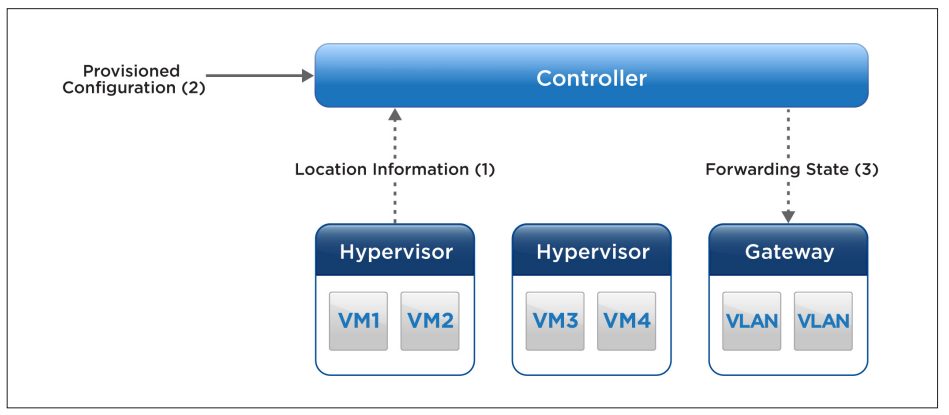 Provisioned
Configuration (2)
Controller
Location Information (1)
Forwarding State (3)
Hypervisor
Hypervisor
Gateway
VM1 VM2
VM3 VM4
VLAN VLAN